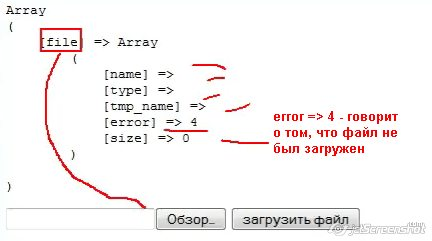 Array
(
[file] => Array
(
[name] =>
[type] =>
[tmp_name] =>
[error] => 4
[size] => 0
)
)
error => 4 - говорит
о том, что файл не
был загружен
Обзор... загрузить файл
jetScreenshot